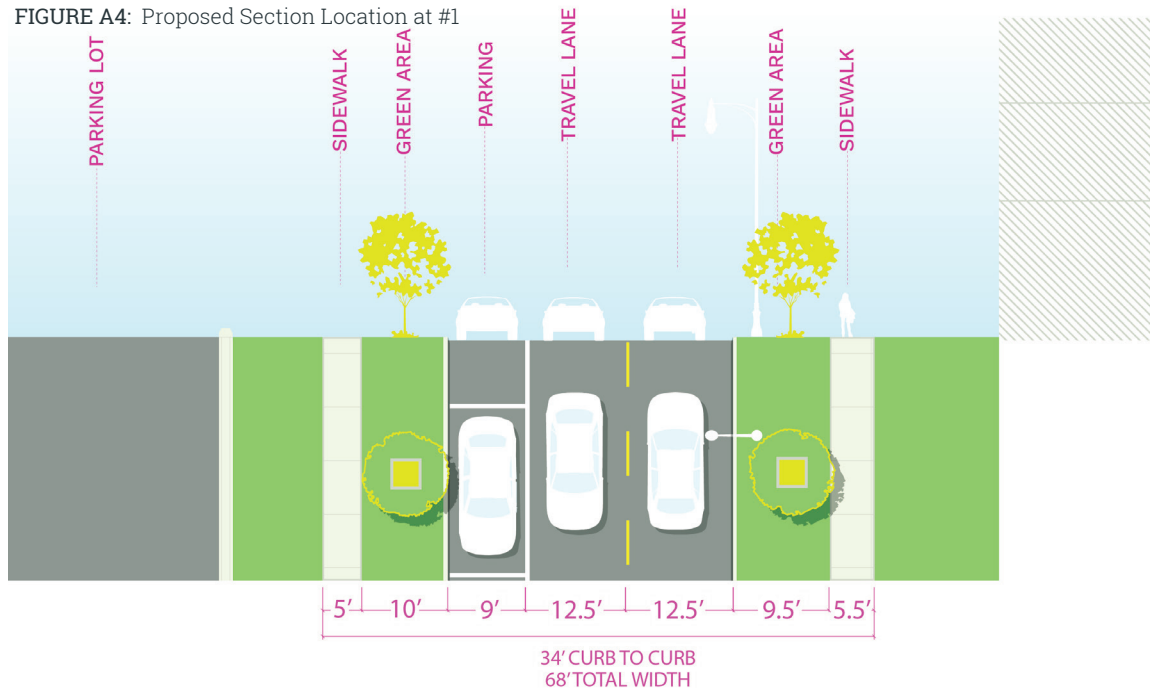 FIGURE A4: Proposed Section Location at #1
PARKING LOT
SIDEWALK
GREEN AREA
PARKING
TRAVEL LANE
TRAVEL LANE
GREEN AREA
SIDEWALK
5’ 10’ 9’ 12.5’ 12.5’ 9.5’ 5.5’
34’ CURB TO CURB
68’ TOTAL WIDTH